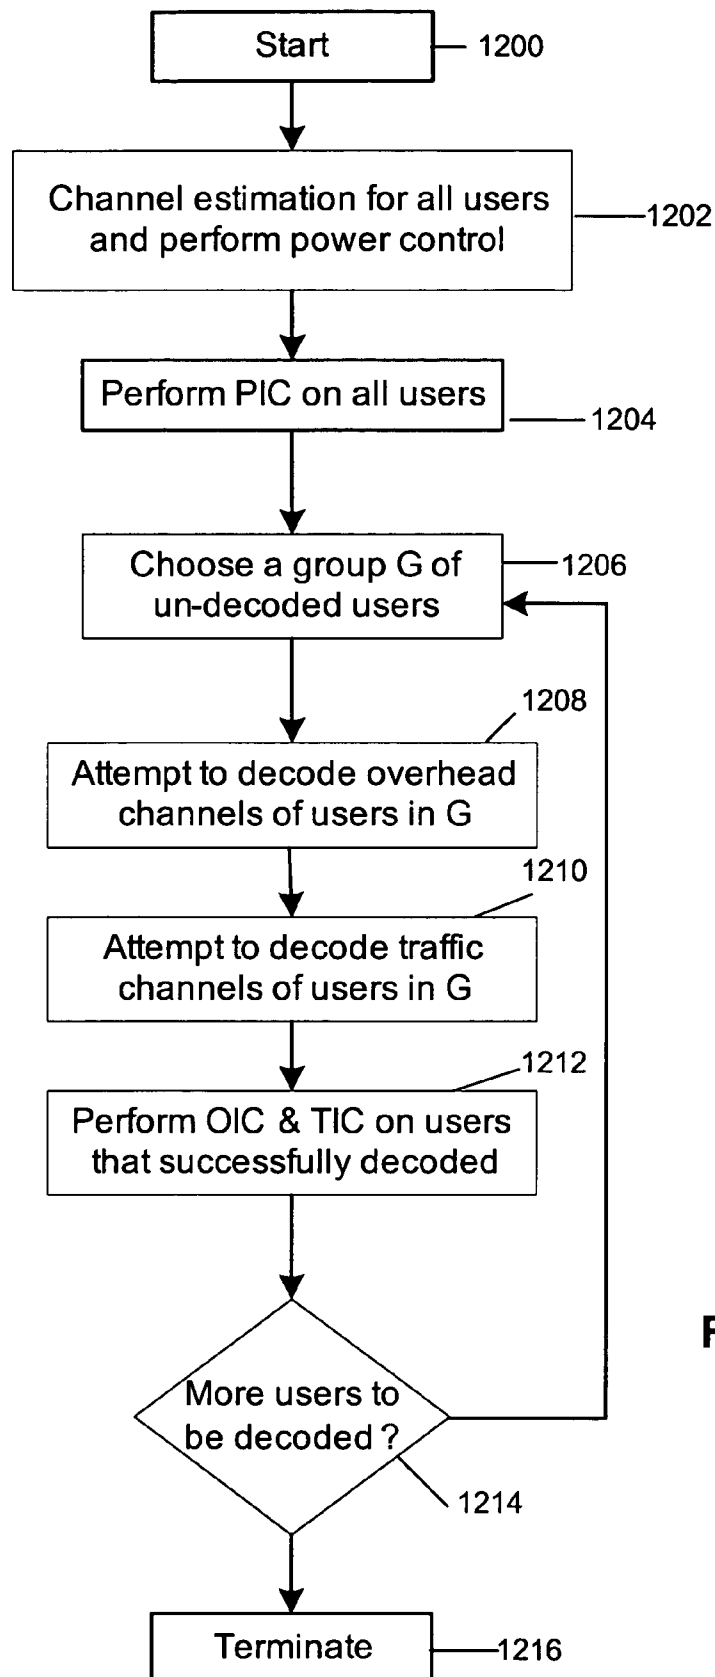 Start
1200
Channel estimation for all users
and perform power control
1202
Perform PIC on all users
1204
Choose a group G of
un-decoded users
1206
1208
Attempt to decode overhead
channels of users in G
1210
Attempt to decode traffic
channels of users in G
1212
Perform OIC & TIC on users
that successfully decoded
More users to
be decoded ?
1214
Terminate
1216